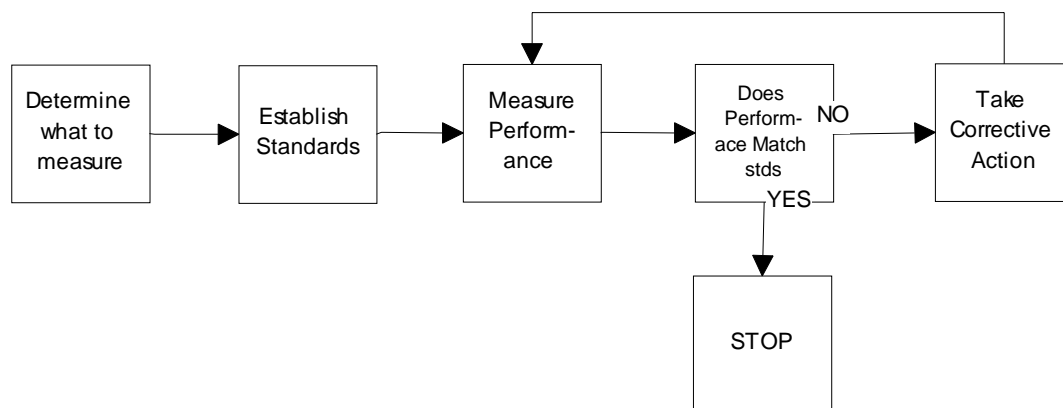 Determine
what to
measure
Establish
Standards
Measure
Perform-
ance
Does
Perform-
ace Match
stds
NO
YES
Take
Corrective
Action
STOP